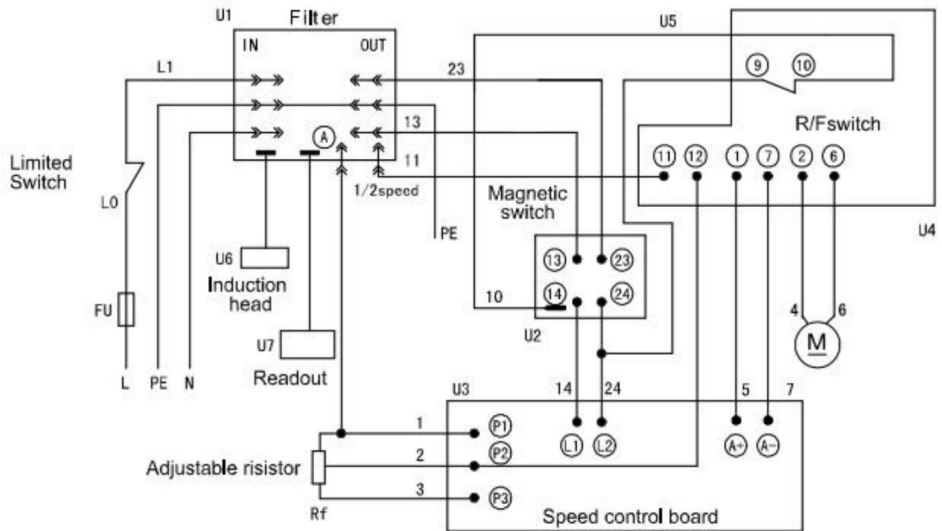 U1 Filter
U5
IN OUT
L1 23
9 10
A 13
R/Fswitch
11 11 12 1 7 2 6
Limited
Switch
1/2speed
Magnetic
switch
L0
PE
U4
U6
Induction
head
13 23
10 14 24
FU
U2
4 6
M
U7
Readout
L PE N
U3 14 24 5 7
1 P1
L1 L2 A+ A-
2 P2
Adjustable risistor
3 P3
Rf
Speed control board